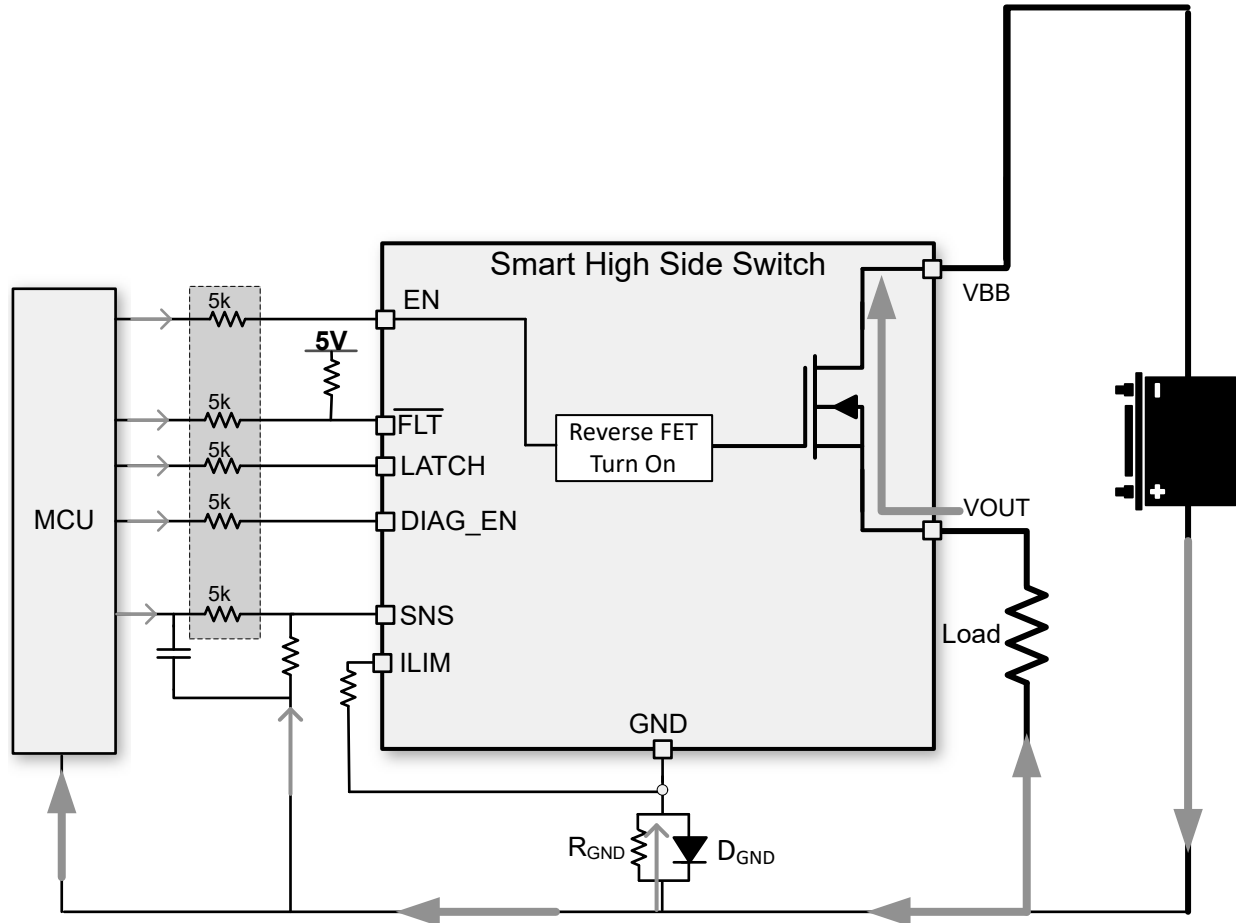 Smart High Side Switch
VBB
5k
EN
5V
5k
FLT
Reverse FET
Turn On
5k
LATCH
MCU
5k
DIAG_EN
VOUT
-
+
5k
SNS
Load
ILIM
GND
RGND
DGND